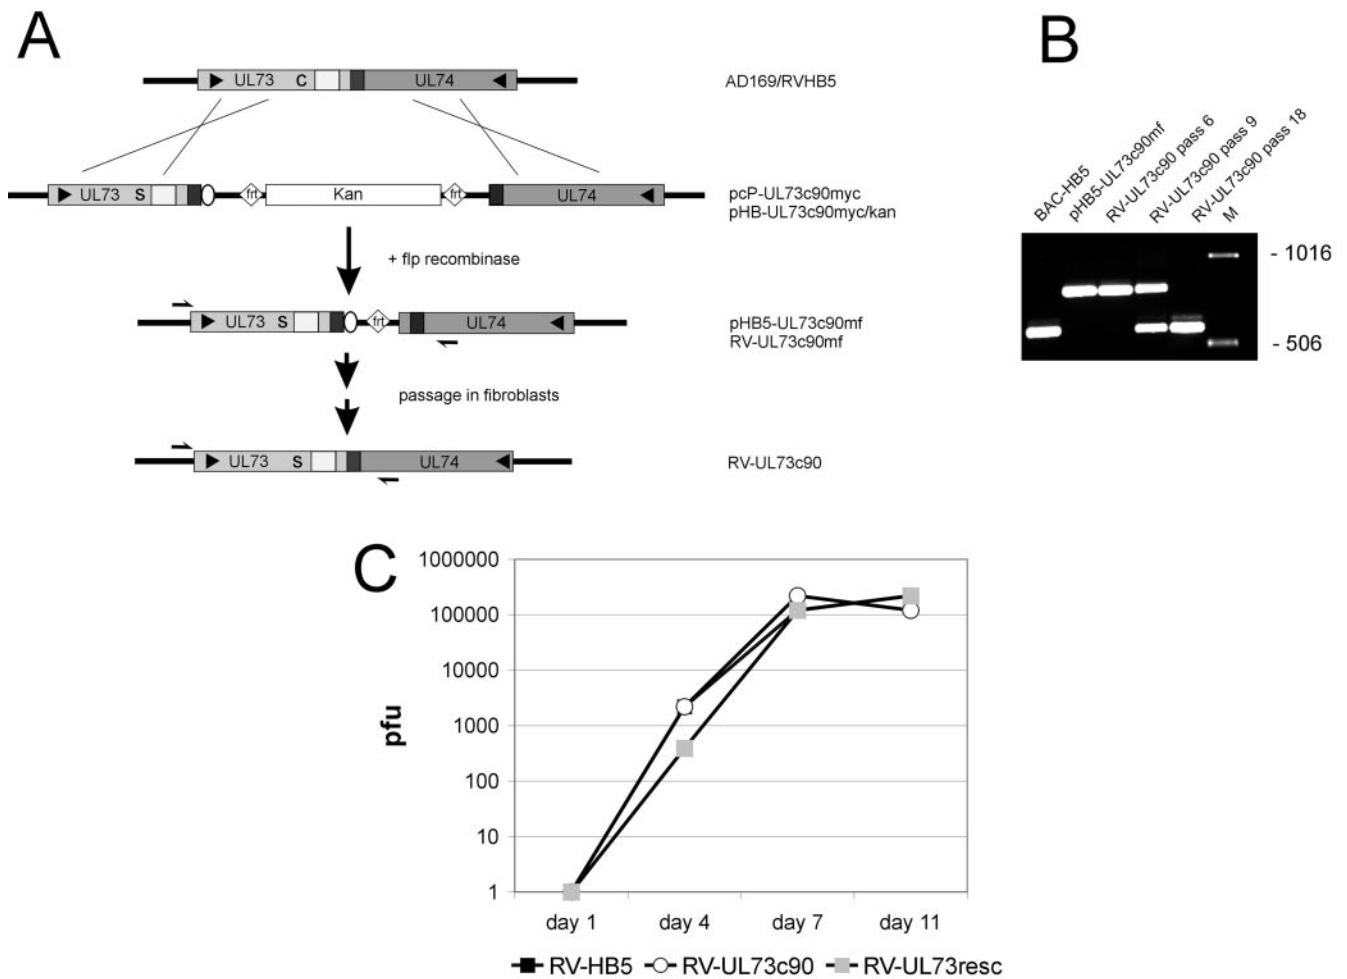 A
UL73 C UL74
AD169/RVHB5
UL73 S frt Kan frt UL74
pcP-UL73c90myc
pHB-UL73c90myc/kan
+ flp recombinase
UL73 S frt UL74
pHB5-UL73c90mf
RV-UL73c90mf
passage in fibroblasts
UL73 S UL74
RV-UL73c90
B
BAC-HB5
pHB5-UL73c90mf
RV-UL73c90 pass 6
RV-UL73c90 pass 9
RV-UL73c90 pass 18
M
- 1016
- 506
C
pfu
1000000
100000
10000
1000
100
10
1
day 1 day 4 day 7 day 11
RV-HB5 RV-UL73c90 RV-UL73resc